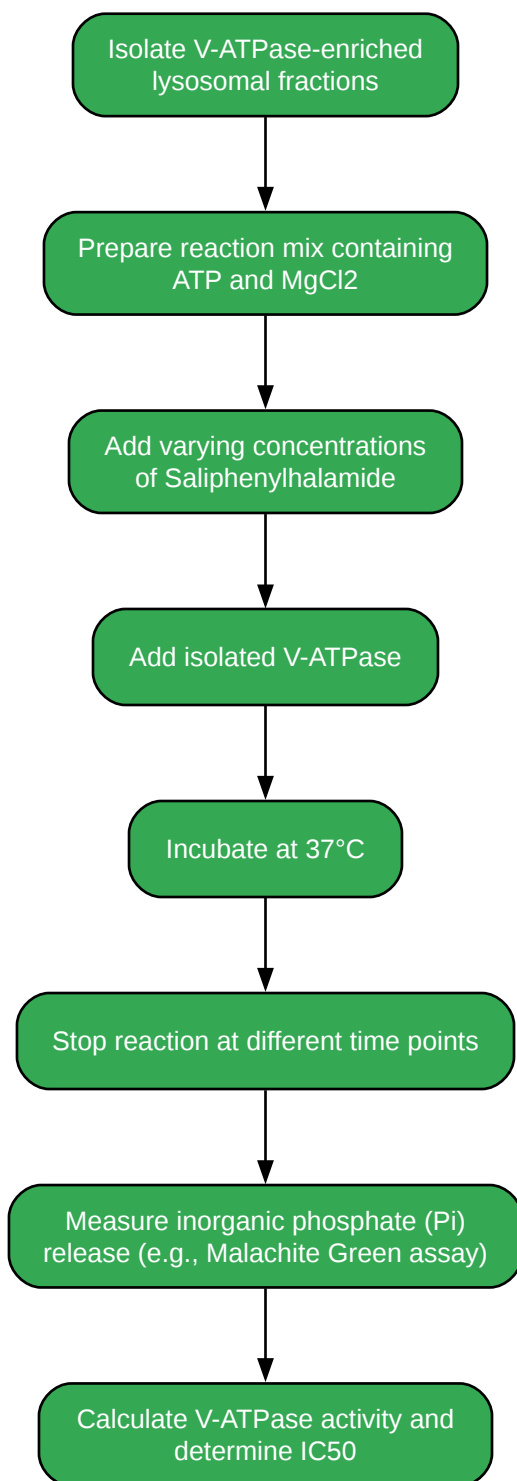 Isolate V-ATPase-enriched
lysosomal fractions
Prepare reaction mix containing
ATP and MgCl2
Add varying concentrations
of Saliphenylhalamide
Add isolated V-ATPase
Incubate at 37°C
Stop reaction at different time points
Measure inorganic phosphate (Pi)
release (e.g., Malachite Green assay)
Calculate V-ATPase activity and
determine IC50